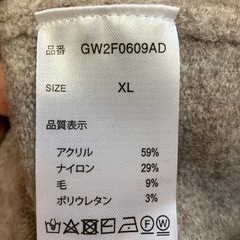 品番 GW2F0609AD
SIZE XL
品質表示
アクリル 59%
ナイロン 29%
毛 9%
ポリウレタン 3%